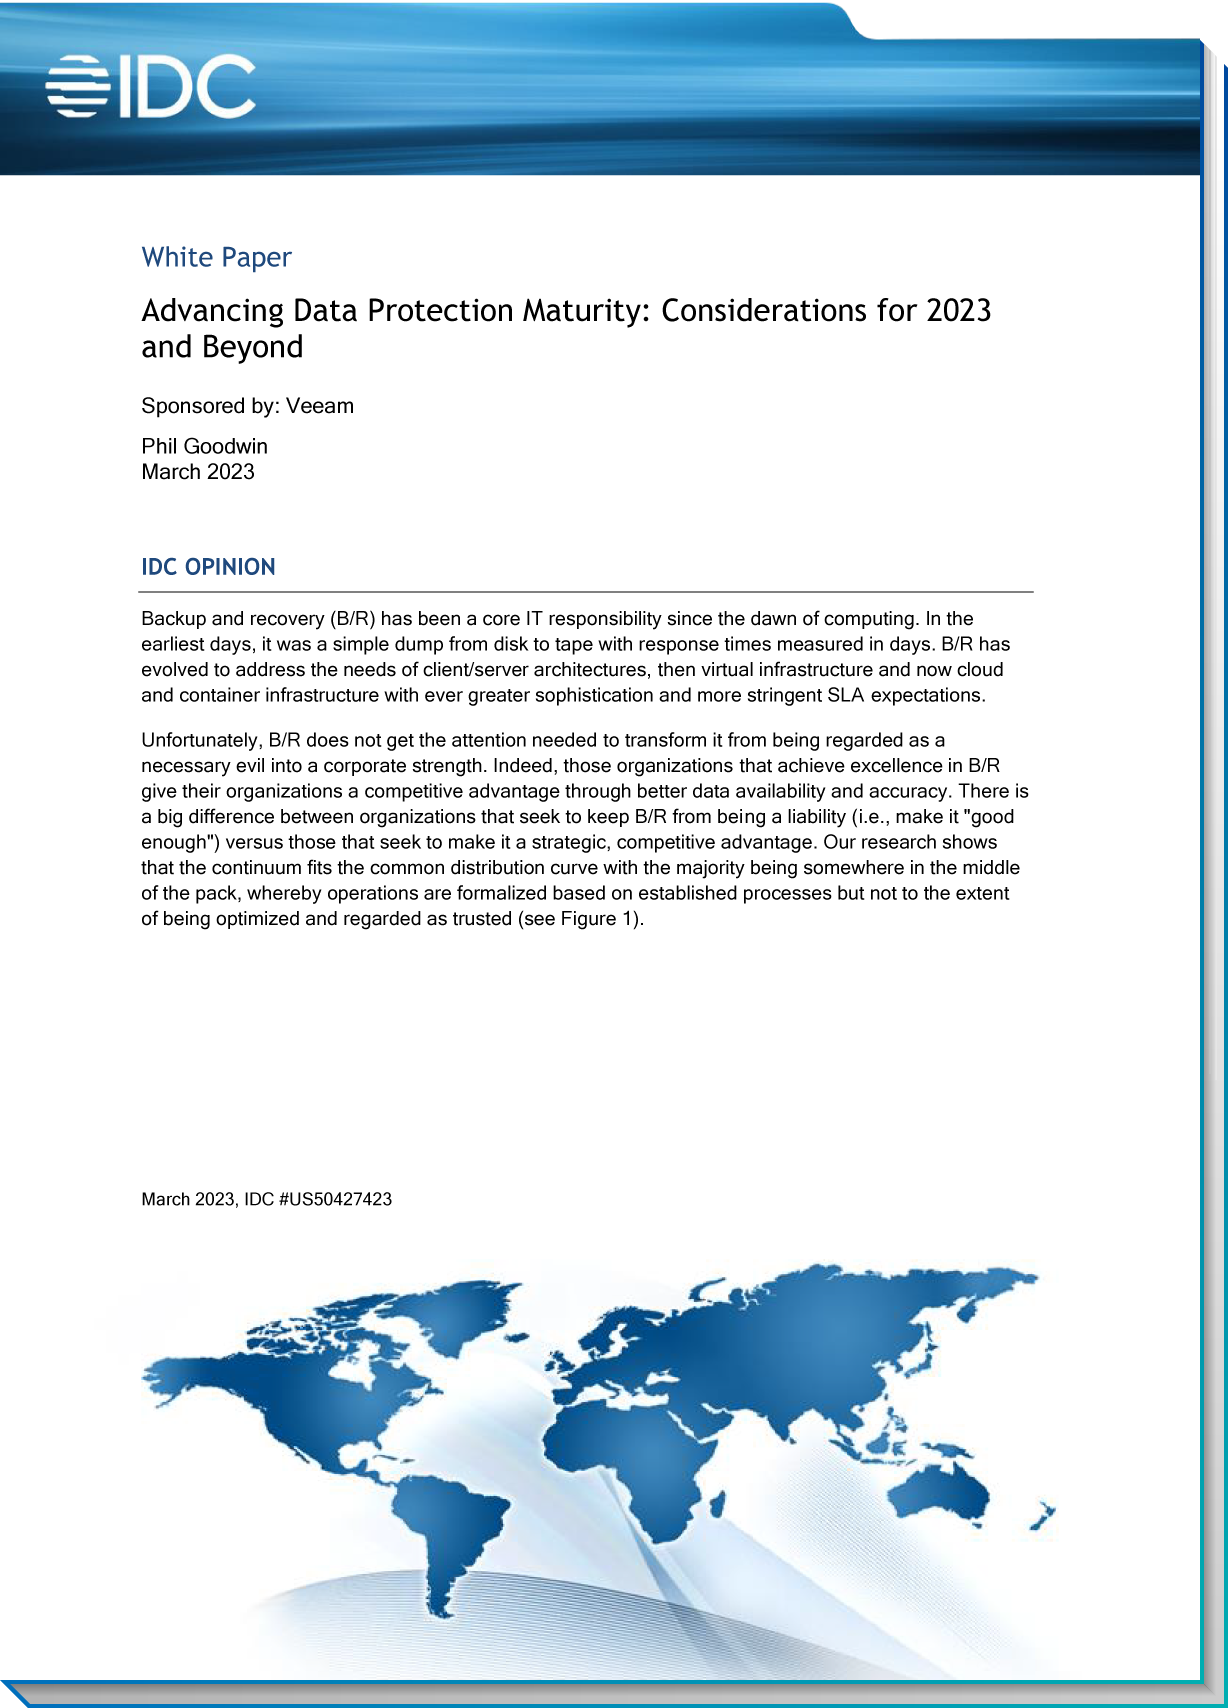 IDC
White Paper
Advancing Data Protection Maturity: Considerations for 2023
and Beyond
Sponsored by: Veeam
Phil Goodwin
March 2023
IDC OPINION
Backup and recovery (B/R) has been a core IT responsibility since the dawn of computing. In the
earliest days, it was a simple dump from disk to tape with response times measured in days. B/R has
evolved to address the needs of client/server architectures, then virtual infrastructure and now cloud
and container infrastructure with ever greater sophistication and more stringent SLA expectations.
Unfortunately, B/R does not get the attention needed to transform it from being regarded as a
necessary evil into a corporate strength. Indeed, those organizations that achieve excellence in B/R
give their organizations a competitive advantage through better data availability and accuracy. There is
a big difference between organizations that seek to keep B/R from being a liability (i.e., make it "good
enough") versus those that seek to make it a strategic, competitive advantage. Our research shows
that the continuum fits the common distribution curve with the majority being somewhere in the middle
of the pack, whereby operations are formalized based on established processes but not to the extent
of being optimized and regarded as trusted (see Figure 1).
March 2023, IDC #US50427423